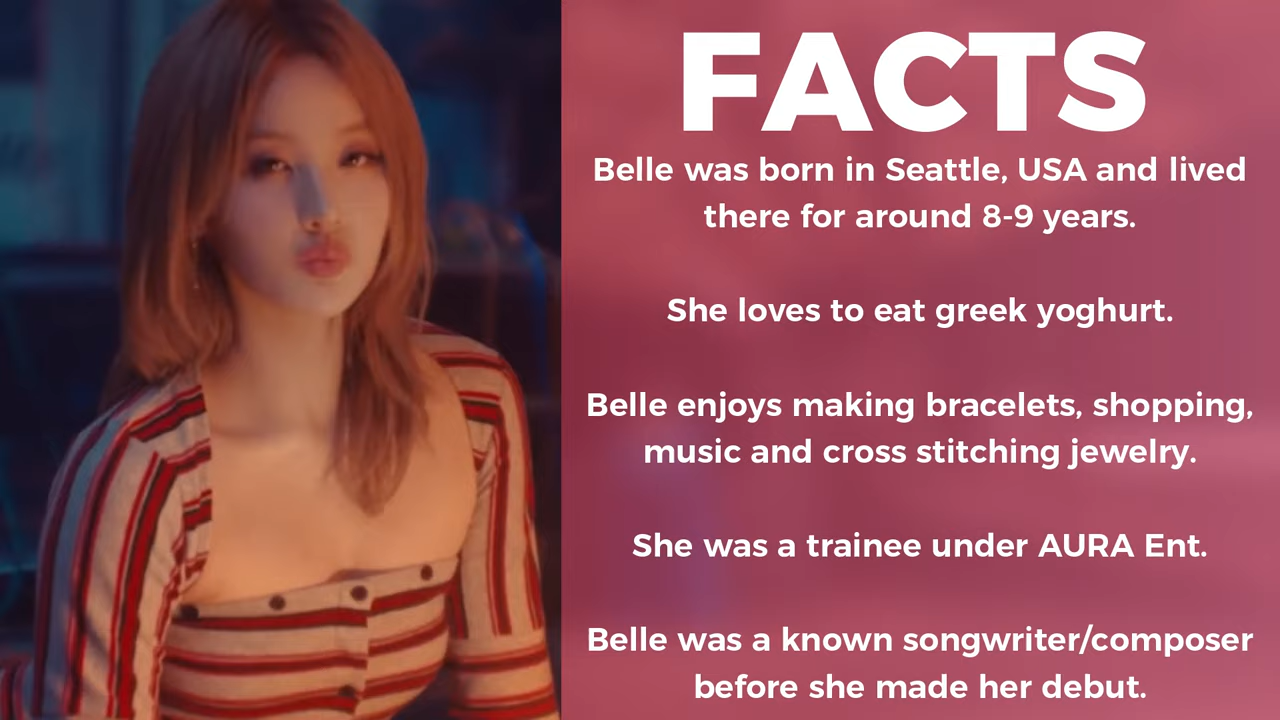 FACTS
Belle was born in Seattle, USA and lived
there for around 8-9 years.
She loves to eat greek yoghurt.
Belle enjoys making bracelets, shopping,
music and cross stitching jewelry.
She was a trainee under AURA Ent.
Belle was a known songwriter/composer
before she made her debut.